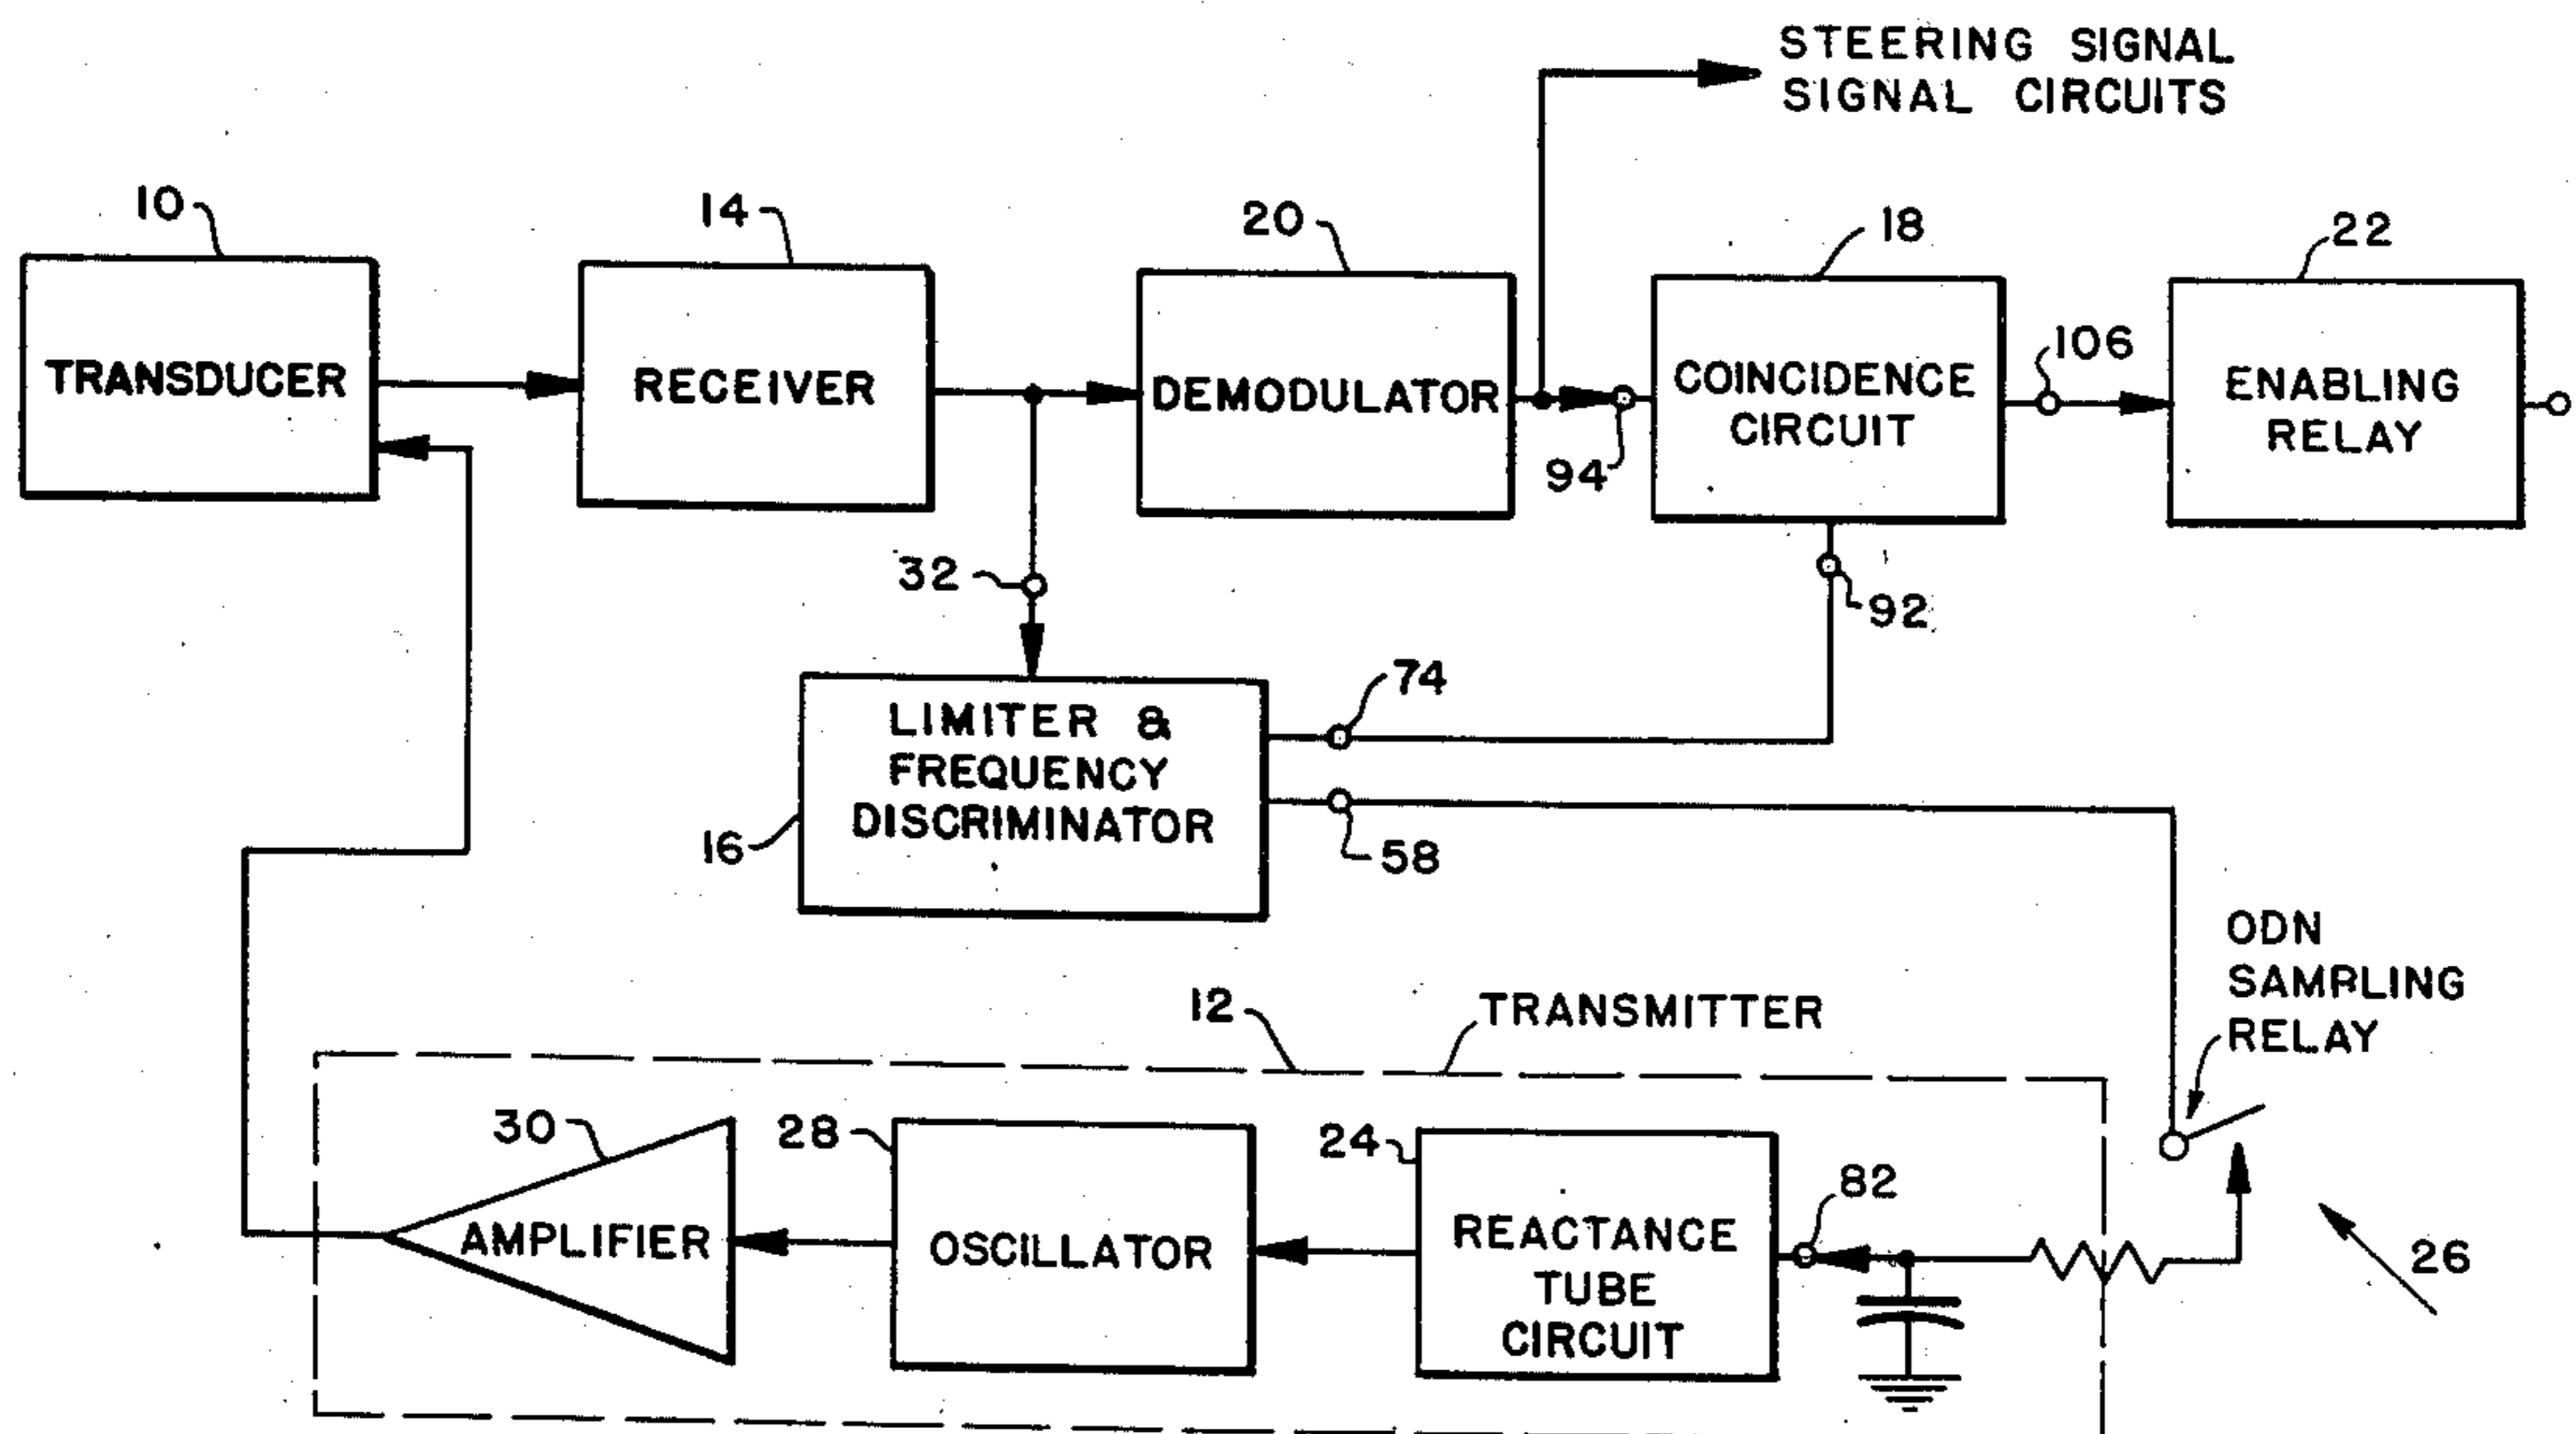 STEERING SIGNAL
SIGNAL CIRCUITS
10
14
20
18
22
TRANSDUCER
RECEIVER
DEMODULATOR
COINCIDENCE
CIRCUIT
106
ENABLING
RELAY
94
32
92
74
LIMITER &
FREQUENCY
DISCRIMINATOR
16
58
ODN
SAMPLING
RELAY
12
TRANSMITTER
30
28
24
82
AMPLIFIER
OSCILLATOR
REACTANCE
TUBE
CIRCUIT
26